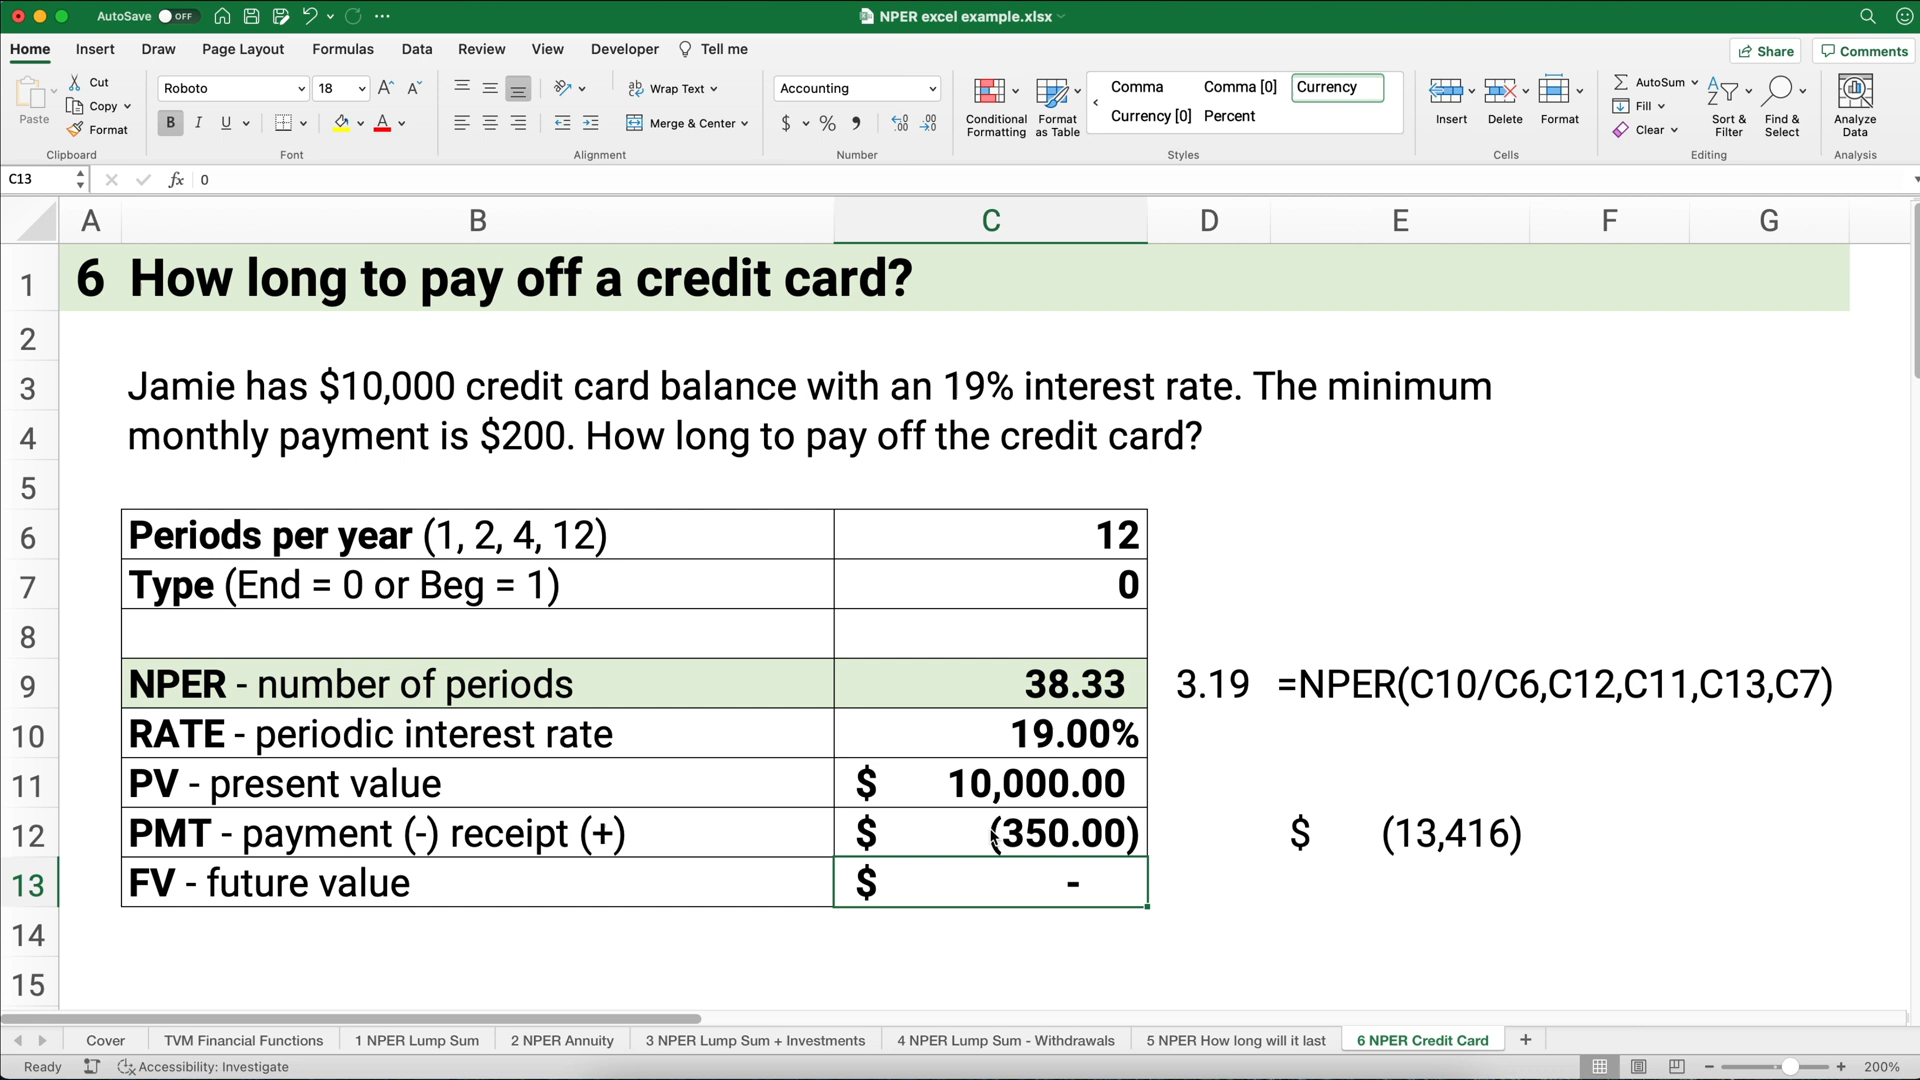 AutoSave OFF
NPER excel example.xlsx
Home Insert Draw Page Layout Formulas Data Review View Developer Tell me
Share Comments
Paste
Cut
Copy
Format
Clipboard
Roboto 18
B I U
Font
Wrap Text
Merge & Center
Alignment
Accounting
$ %
Number
Conditional Formatting
Format as Table
Comma Comma [0] Currency
Currency [0] Percent
Styles
Insert Delete Format
Cells
AutoSum
Fill
Clear
Sort & Filter
Find & Select
Editing
Analyze Data
Analysis
C13 fx 0
A B C D E F G
1 6 How long to pay off a credit card?
2
3 Jamie has $10,000 credit card balance with an 19% interest rate. The minimum
4 monthly payment is $200. How long to pay off the credit card?
5
6 Periods per year (1, 2, 4, 12) 12
7 Type (End = 0 or Beg = 1) 0
8
9 NPER - number of periods 38.33 3.19 =NPER(C10/C6,C12,C11,C13,C7)
10 RATE - periodic interest rate 19.00%
11 PV - present value $ 10,000.00
12 PMT - payment (-) receipt (+) $ (350.00) $ (13,416)
13 FV - future value $ -
14
15
Cover TVM Financial Functions 1 NPER Lump Sum 2 NPER Annuity 3 NPER Lump Sum + Investments 4 NPER Lump Sum - Withdrawals 5 NPER How long will it last 6 NPER Credit Card +
Ready Accessibility: Investigate 200%